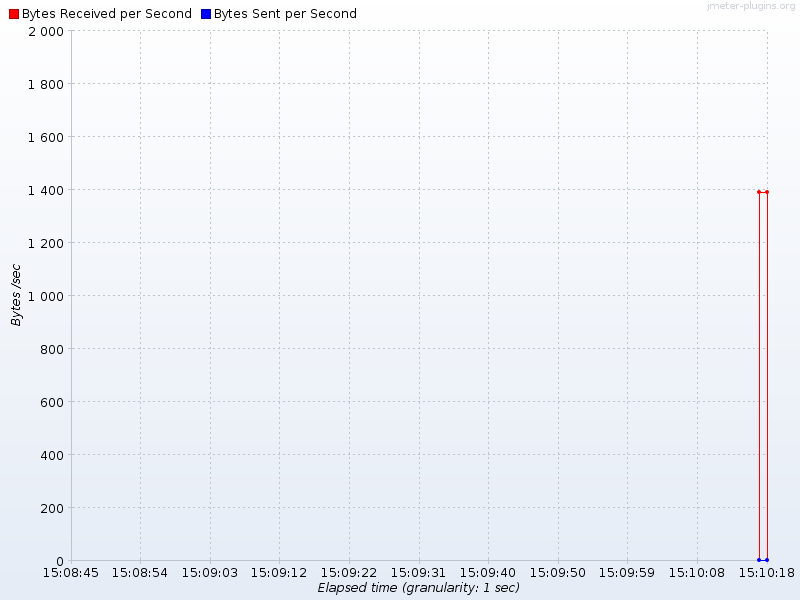 jmeter-plugins.org
Bytes Received per Second Bytes Sent per Second
2 000
1 800
1 600
1 400
1 200
1 000
800
600
400
200
0
Bytes /sec
15:08:45 15:08:54 15:09:03 15:09:12 15:09:22 15:09:31 15:09:40 15:09:50 15:09:59 15:10:08 15:10:18
Elapsed time (granularity: 1 sec)